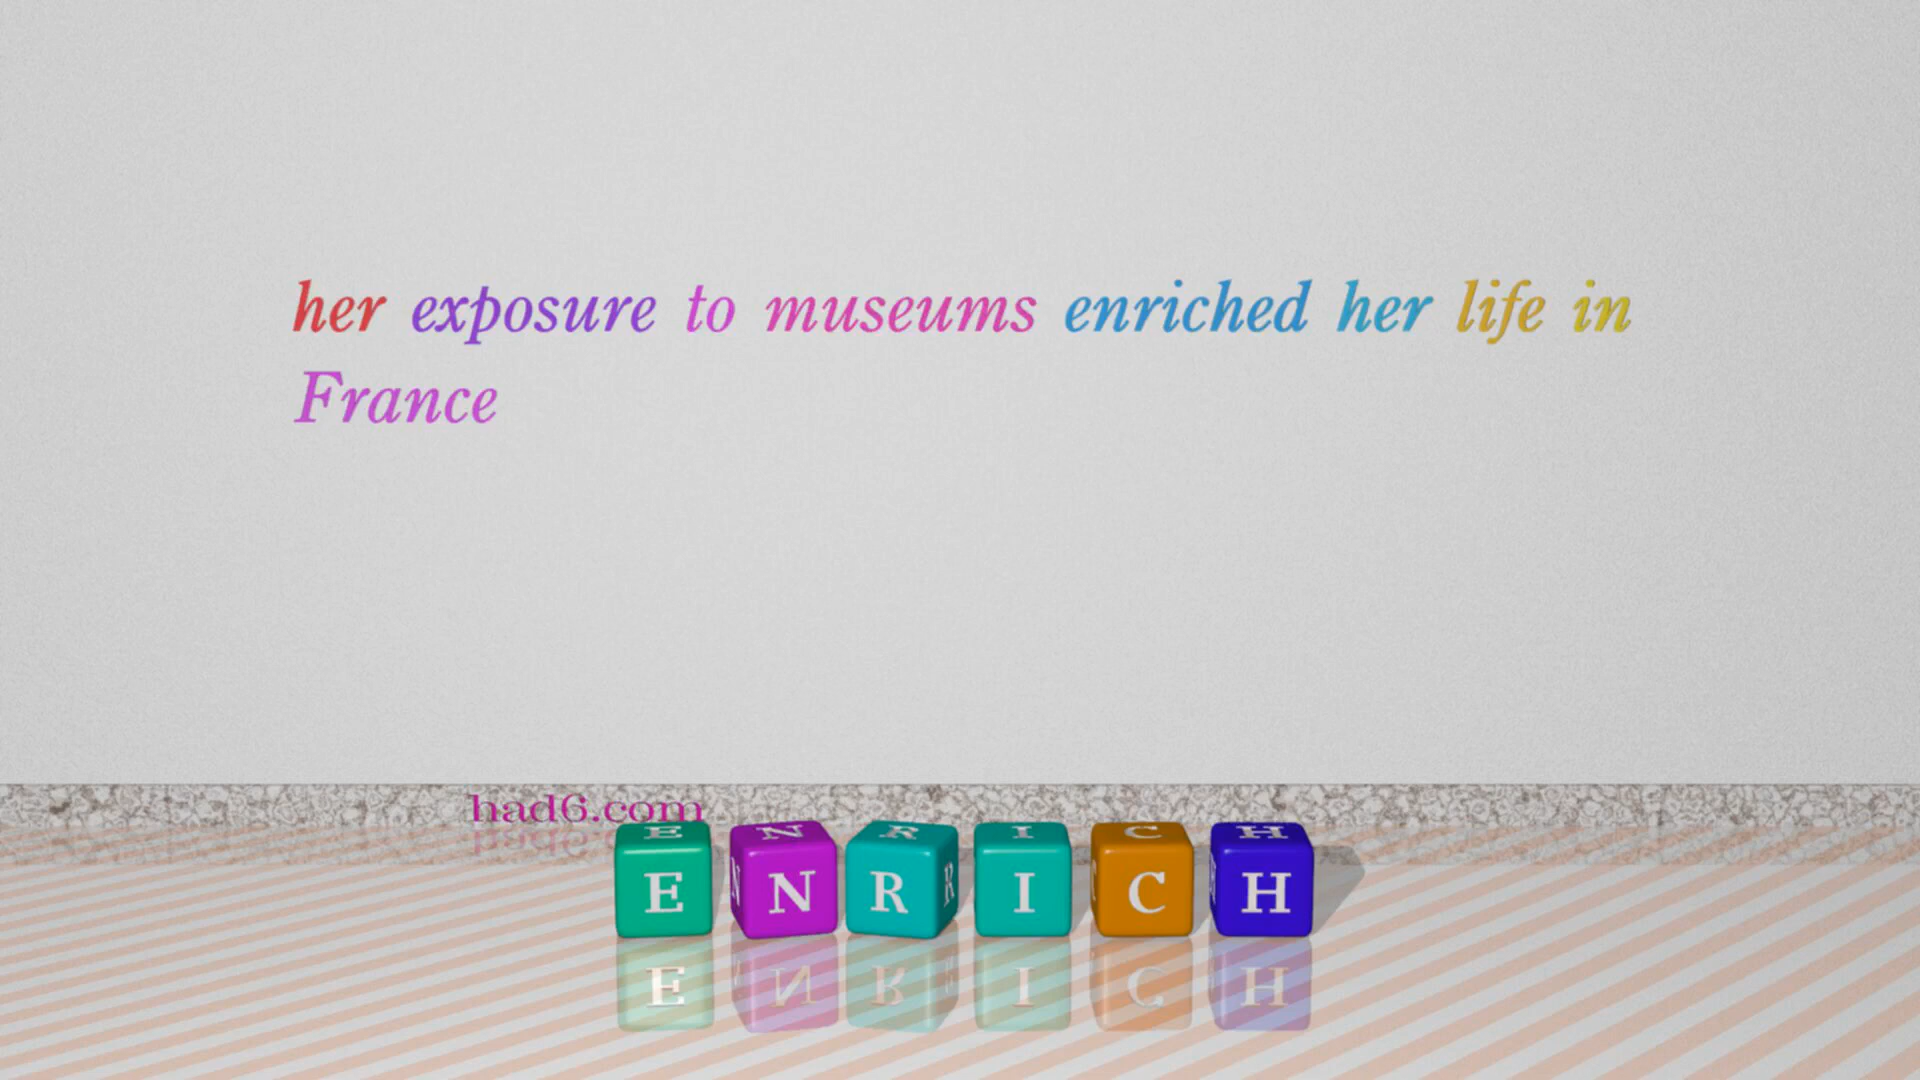 her exposure to museums enriched her life in
France
had6.com
ENRICH